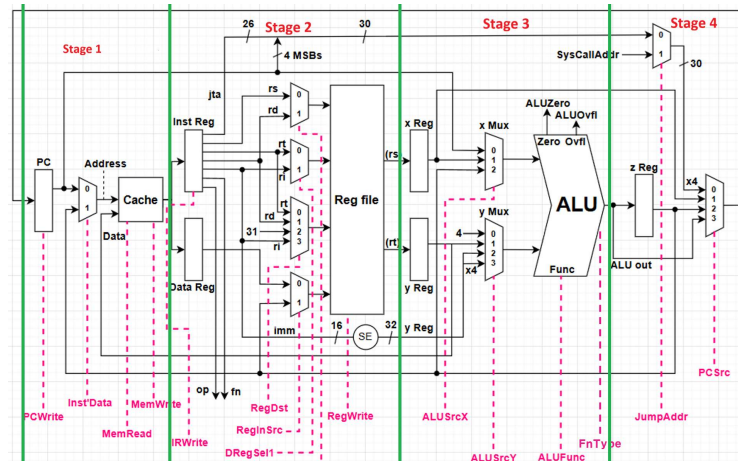 Stage 1
26
Stage 2
30
Stage 3
Stage 4
4 MSBs
SysCallAddr
0
1
30
jta
rs
rd
0
1
Inst Reg
ALUZero
ALUOvfl
Zero
Ovfl
x Reg
x Mux
0
1
2
PC
Address
0
1
Cache
rt
ri
0
1
Reg file
(rs
ALU
z Reg
x4
0
1
2
3
rt
rd
31
ri
0
1
2
3
Data
y Mux
4
x4
0
1
2
3
(rt)
Func
ALU out
Data Reg
0
1
y Reg
imm
16
SE
32
y Reg
op
fn
PCWrite
Inst'Data
MemRead
MemWrite
IRWrite
RegDst
RegInSrc
DRegSel1
RegWrite
ALUSrcX
ALUSrcY
ALUFunc
FnType
JumpAddr
PCSrc